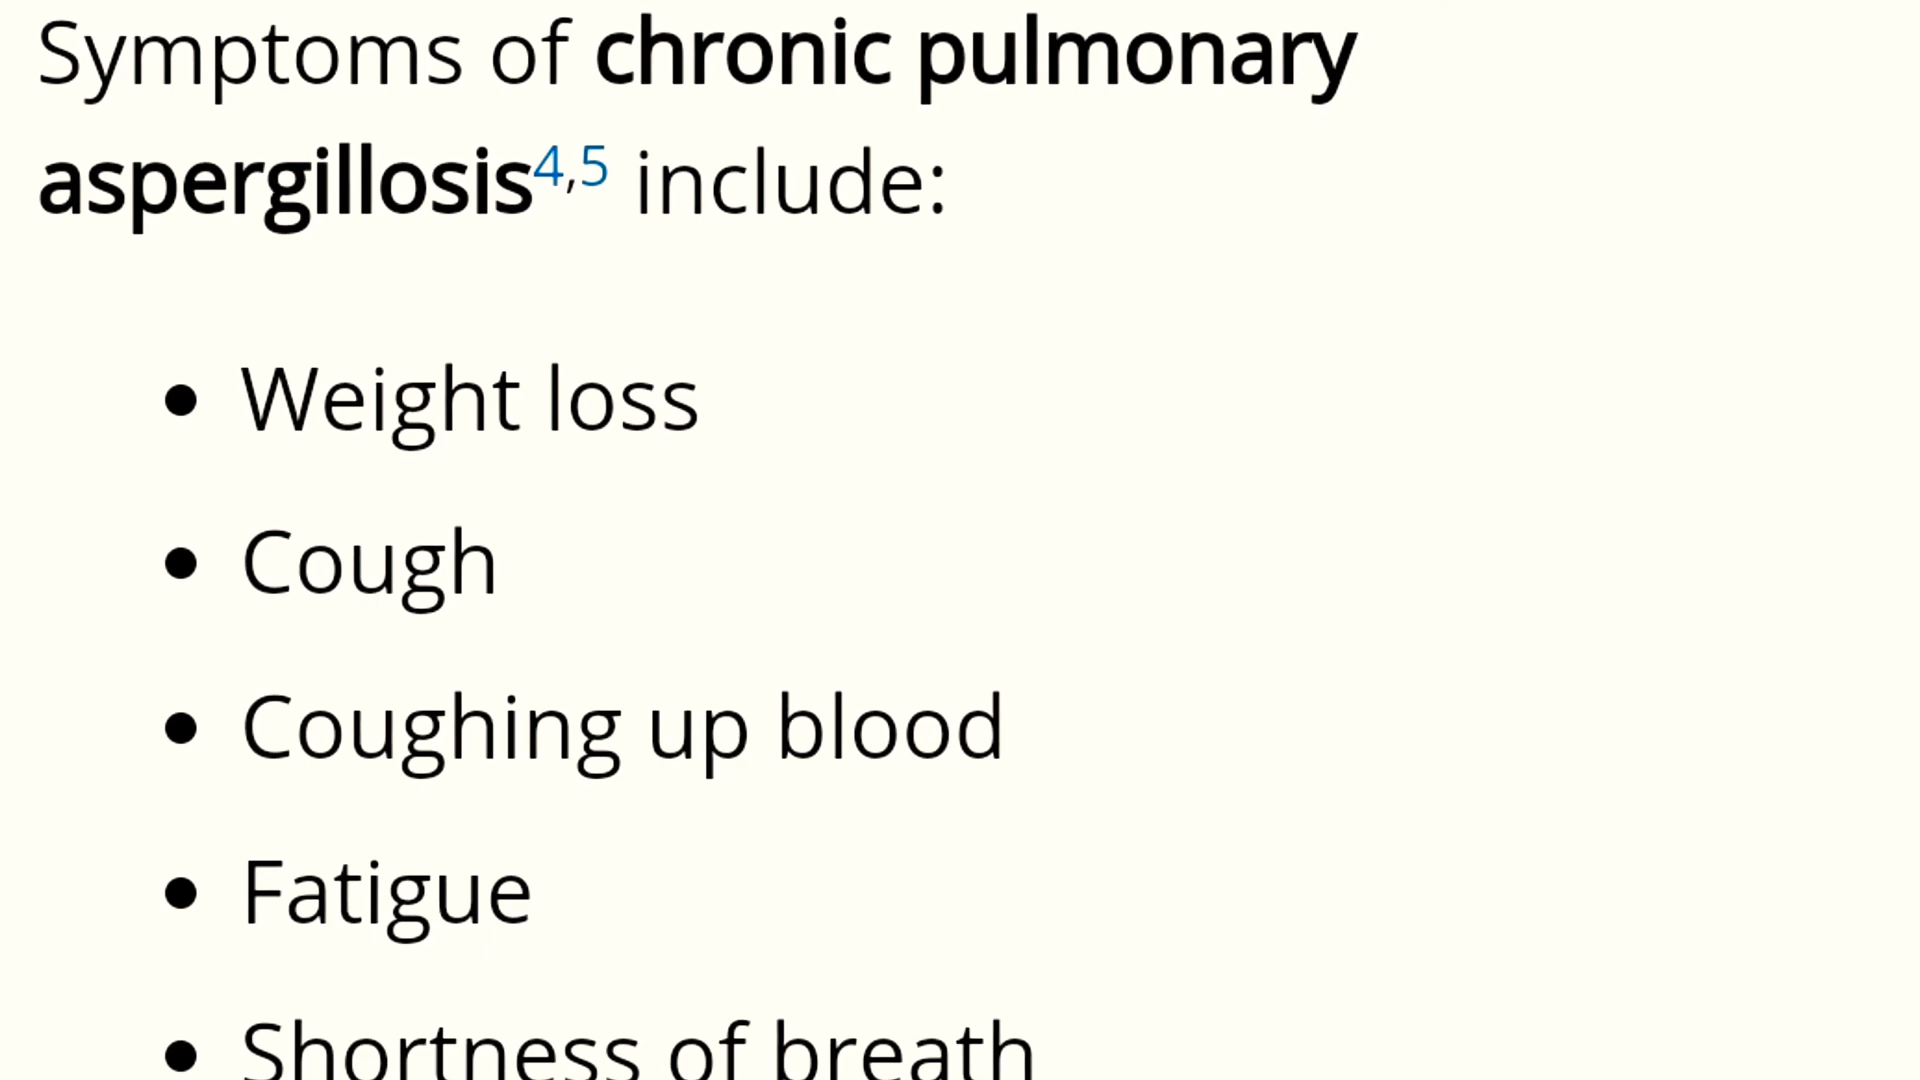 Symptoms of chronic pulmonary
aspergillosis4,5 include:
• Weight loss
• Cough
• Coughing up blood
• Fatigue
• Shortness of breath